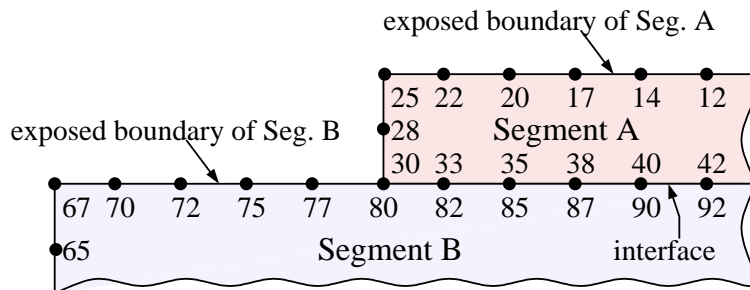 exposed boundary of Seg. A
25 22 20 17 14 12
exposed boundary of Seg. B
28 Segment A
30 33 35 38 40 42
67 70 72 75 77 80 82 85 87 90 92
65 Segment B interface